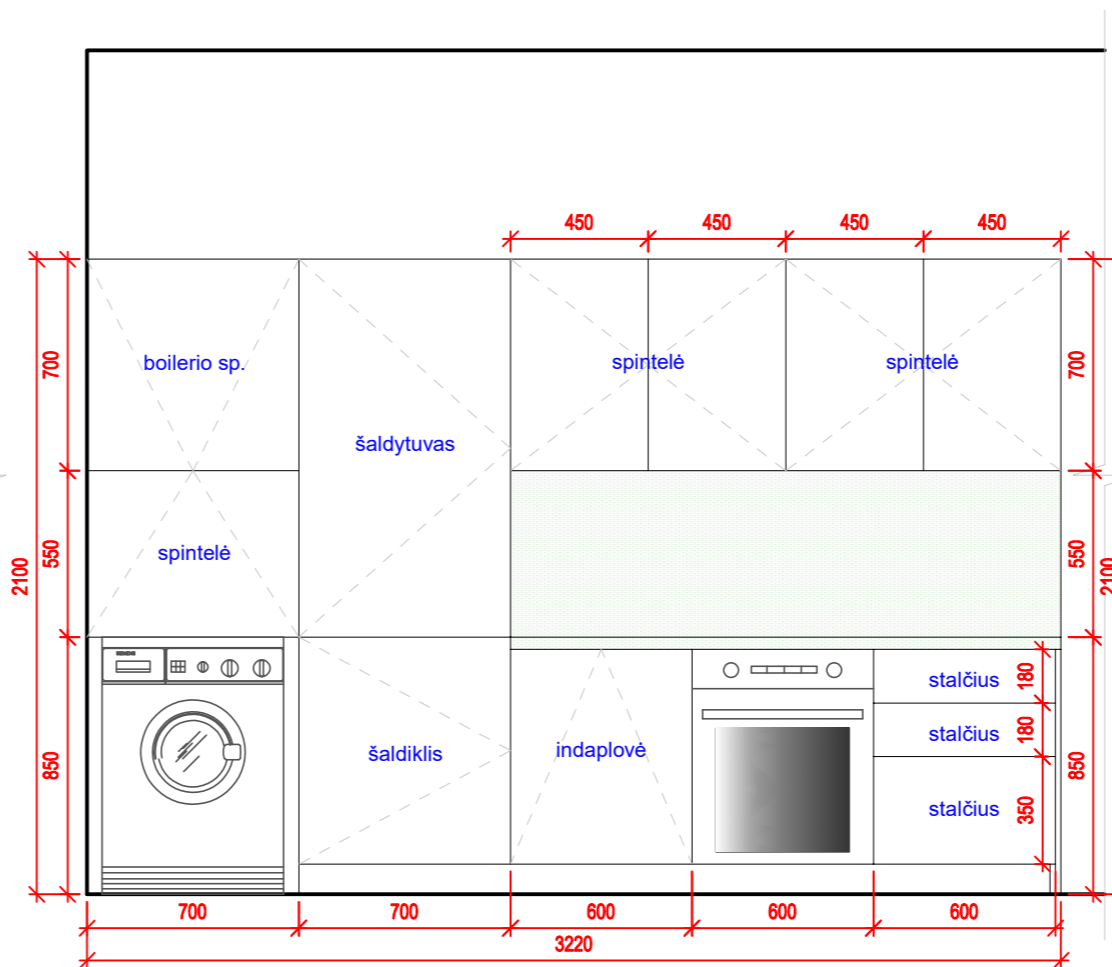 450 450 450 450
700 boilerio sp. spintelė spintelė 700
šaldytuvas
2100 550 spintelė 550 2100
stalčius 180
stalčius 180
850 šaldiklis indaplovė 850
stalčius 350
700 700 600 600 600
3220